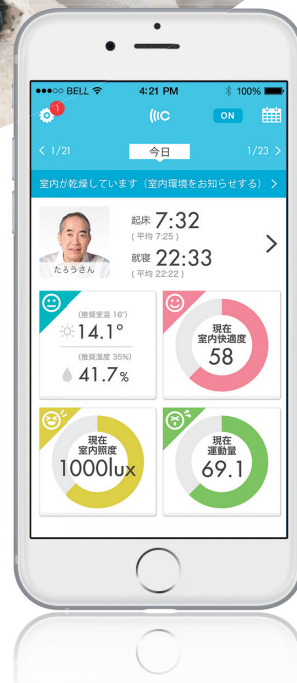 ●●●○○ BELL 4:21 PM 100%
1
((IC ON
< 1/21 今日 1/23 >
室内が乾燥しています（室内環境をお知らせする） >
起床 7:32
( 平均 7:25 )
就寝 22:33
( 平均 22:22 )
たろうさん
(推奨室温 16°)
14.1°
(推奨湿度 35%)
41.7%
現在
室内快適度
58
現在
室内照度
1000lux
現在
運動量
69.1